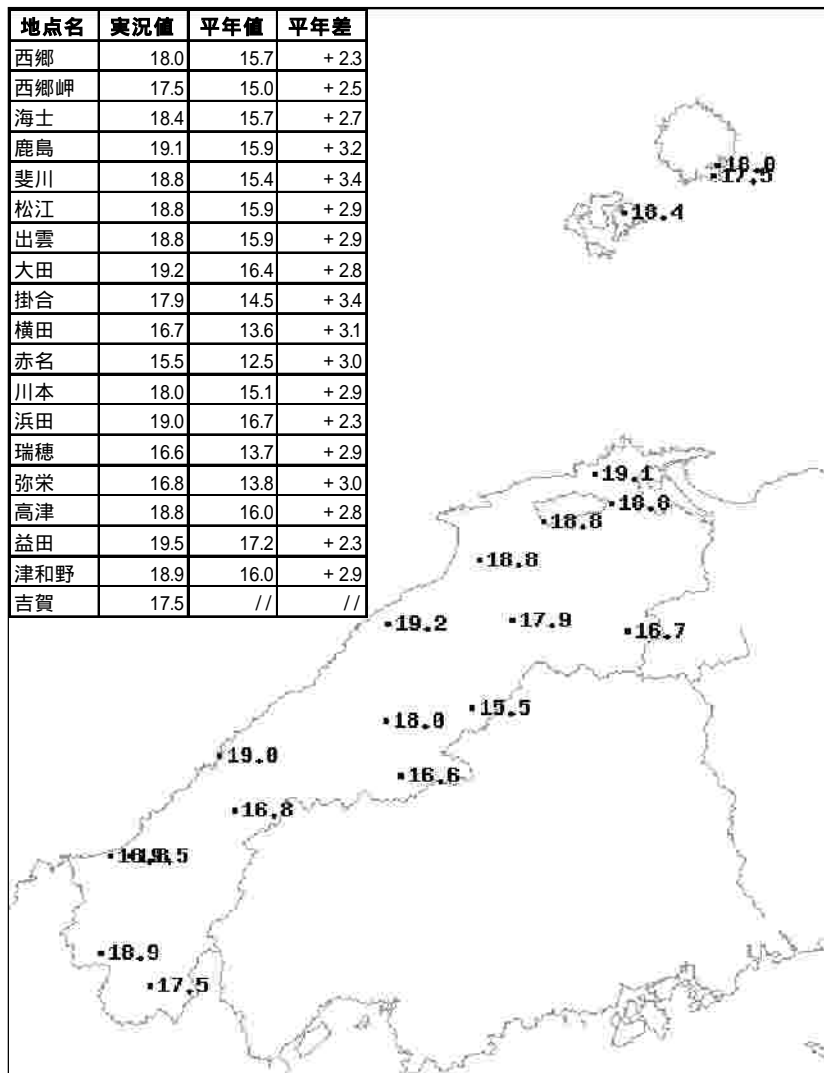 地点名 実況値 平年値 平年差
西郷 18.0 15.7 + 2.3
西郷岬 17.5 15.0 + 2.5
海士 18.4 15.7 + 2.7
鹿島 19.1 15.9 + 3.2
斐川 18.8 15.4 + 3.4
松江 18.8 15.9 + 2.9
出雲 18.8 15.9 + 2.9
大田 19.2 16.4 + 2.8
掛合 17.9 14.5 + 3.4
横田 16.7 13.6 + 3.1
赤名 15.5 12.5 + 3.0
川本 18.0 15.1 + 2.9
浜田 19.0 16.7 + 2.3
瑞穂 16.6 13.7 + 2.9
弥栄 16.8 13.8 + 3.0
高津 18.8 16.0 + 2.8
益田 19.5 17.2 + 2.3
津和野 18.9 16.0 + 2.9
吉賀 17.5 // //
18.0
17.5
18.4
19.1
18.8
18.8
18.8
19.2
17.9
16.7
15.5
18.0
19.0
16.6
16.8
18.9
17.5